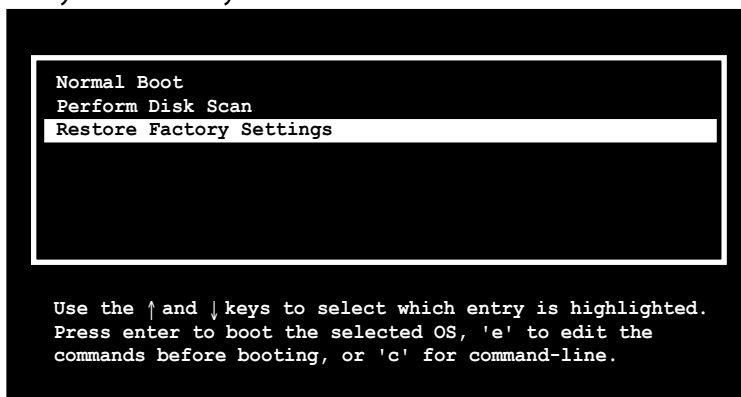 Normal Boot
Perform Disk Scan
Restore Factory Settings
Use the ↑ and ↓ keys to select which entry is highlighted.
Press enter to boot the selected OS, 'e' to edit the
commands before booting, or 'c' for command-line.